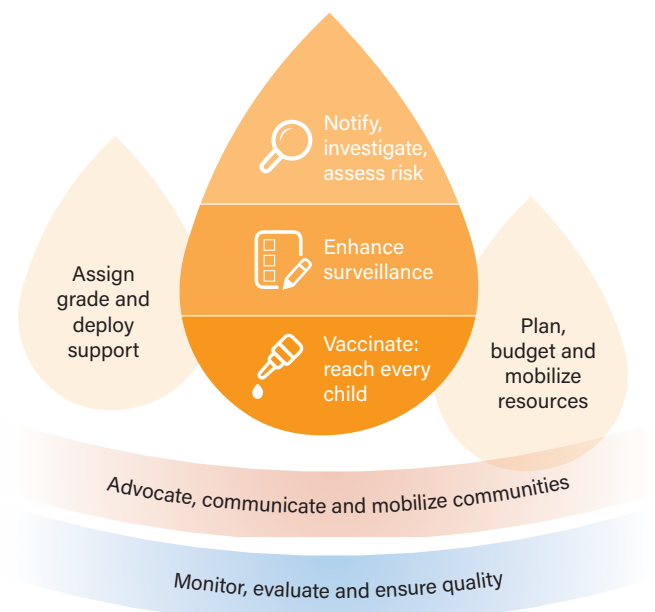 Notify,
investigate,
assess risk
Enhance
surveillance
Vaccinate:
reach every
child
Assign
grade and
deploy
support
Plan,
budget and
mobilize
resources
Advocate, communicate and mobilize communities
Monitor, evaluate and ensure quality